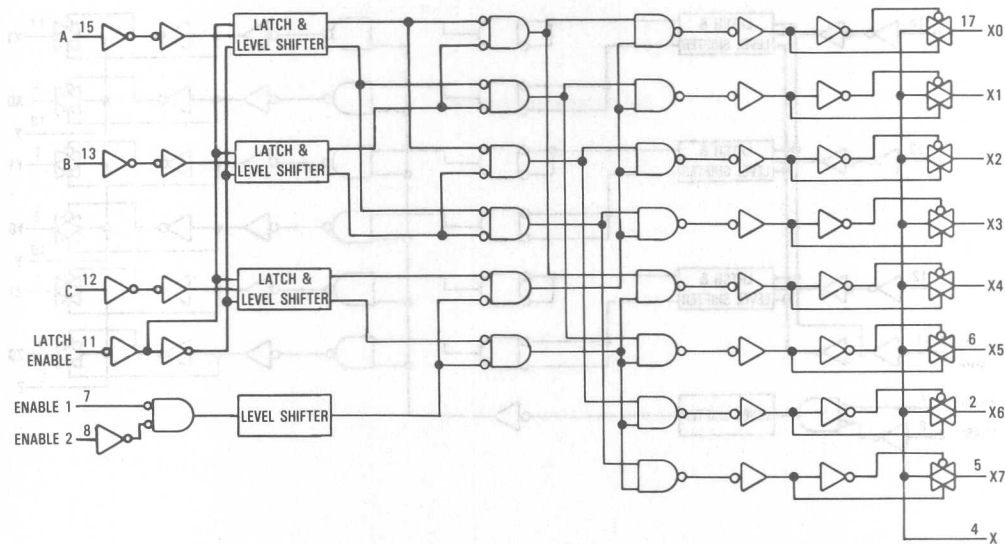 A 15
LATCH &
LEVEL SHIFTER
17 X0
X1
B 13
LATCH &
LEVEL SHIFTER
X2
X3
C 12
LATCH &
LEVEL SHIFTER
X4
LATCH
ENABLE 11
6 X5
ENABLE 1 7
LEVEL SHIFTER
2 X6
ENABLE 2 8
5 X7
4 X